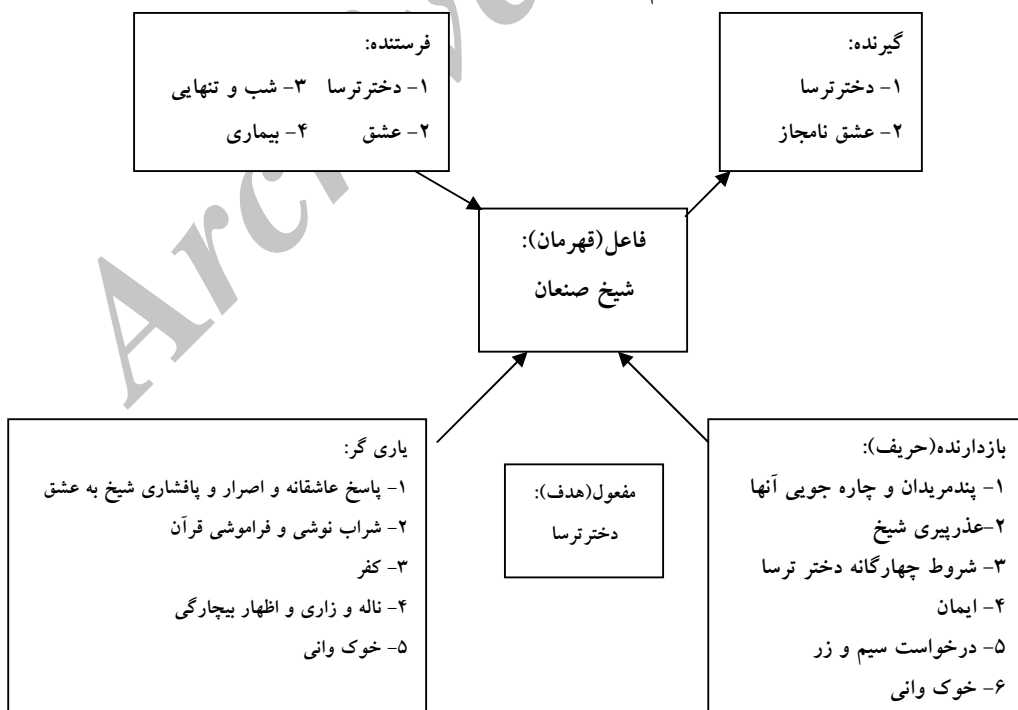 گیرنده:
۱- دخترترسا
۲- عشق نامجاز
فرستنده:
۱- دخترترسا ۳- شب و تنهایی
۲- عشق ۴- بیماری
فاعل(قهرمان):
شیخ صنعان
بازدارنده(حریف):
۱- پندمریدان و چاره جویی آنها
۲-عذرپیری شیخ
۳- شروط چهارگانه دختر ترسا
۴- ایمان
۵- درخواست سیم و زر
۶- خوک وانی
مفعول(هدف):
دخترترسا
یاری گر:
۱- پاسخ عاشقانه و اصرار و پافشاری شیخ به عشق
۲- شراب نوشی و فراموشی قرآن
۳- کفر
۴- ناله و زاری و اظهار بیچارگی
۵- خوک وانی